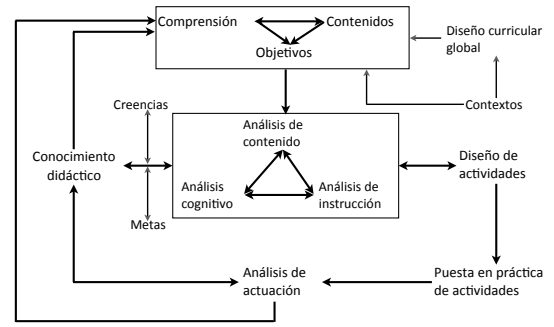 Comprensión
Contenidos
Objetivos
Diseño curricular
global
Creencias
Contextos
Análisis de
contenido
Conocimiento
didáctico
Análisis
cognitivo
Análisis de
instrucción
Diseño de
actividades
Metas
Análisis de
actuación
Puesta en práctica
de actividades